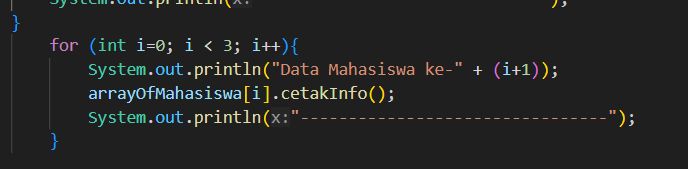 System.out.println(x: ");
}
for (int i=0; i < 3; i++){
System.out.println("Data Mahasiswa ke-" + (i+1));
arrayOfMahasiswa[i].cetakInfo();
System.out.println(x:"--------------------------------");
}